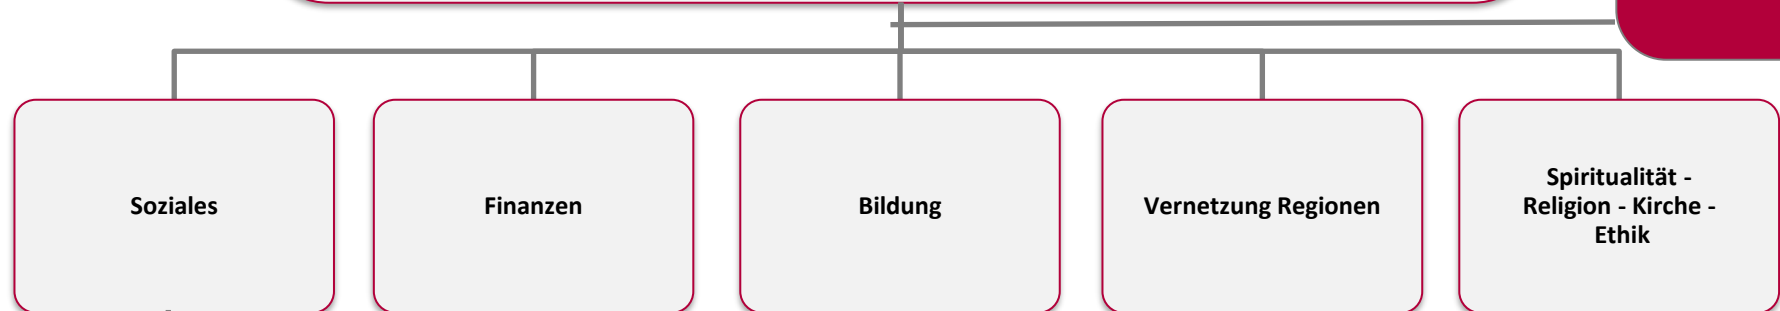 Soziales
Finanzen
Bildung
Vernetzung Regionen
Spiritualität -
Religion - Kirche -
Ethik